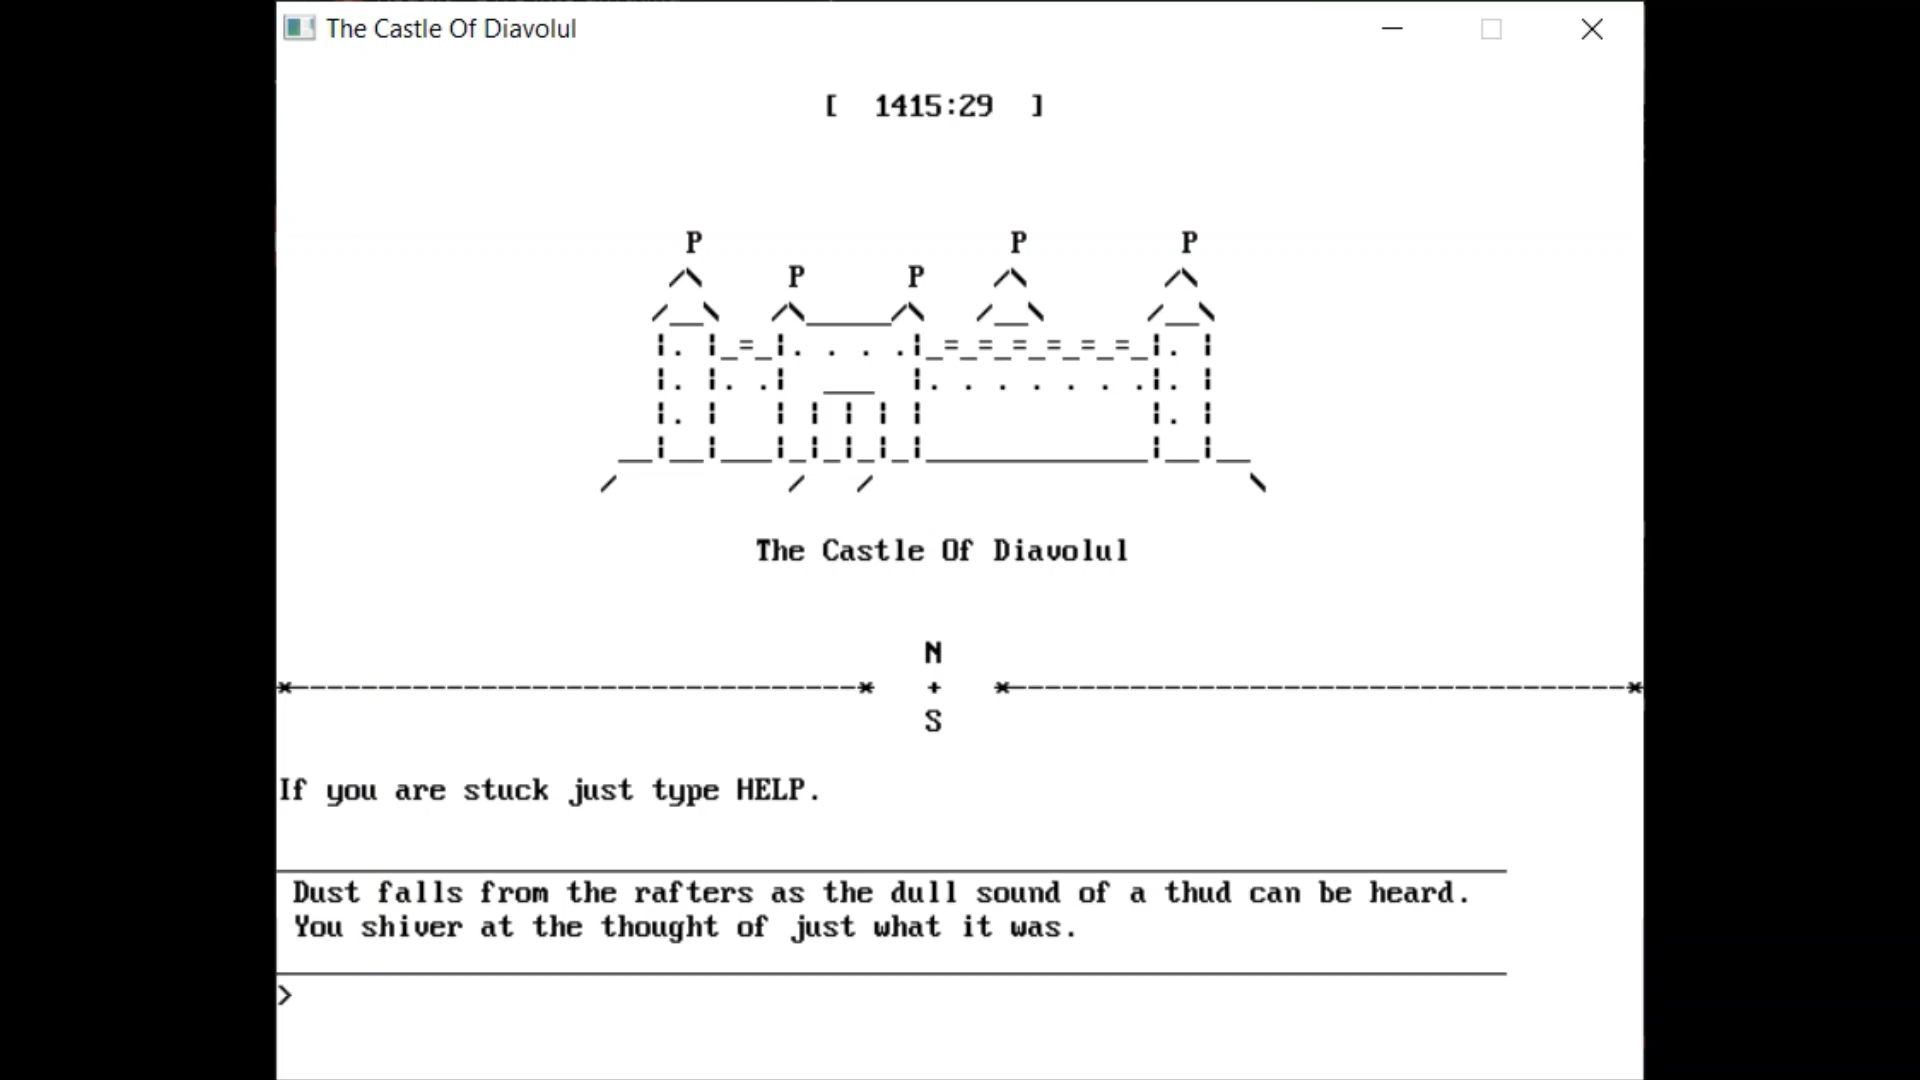 The Castle Of Diavolul
[ 1415:29 ]
P P P
P P
The Castle Of Diavolul
N
+
S
If you are stuck just type HELP.
Dust falls from the rafters as the dull sound of a thud can be heard.
You shiver at the thought of just what it was.
>